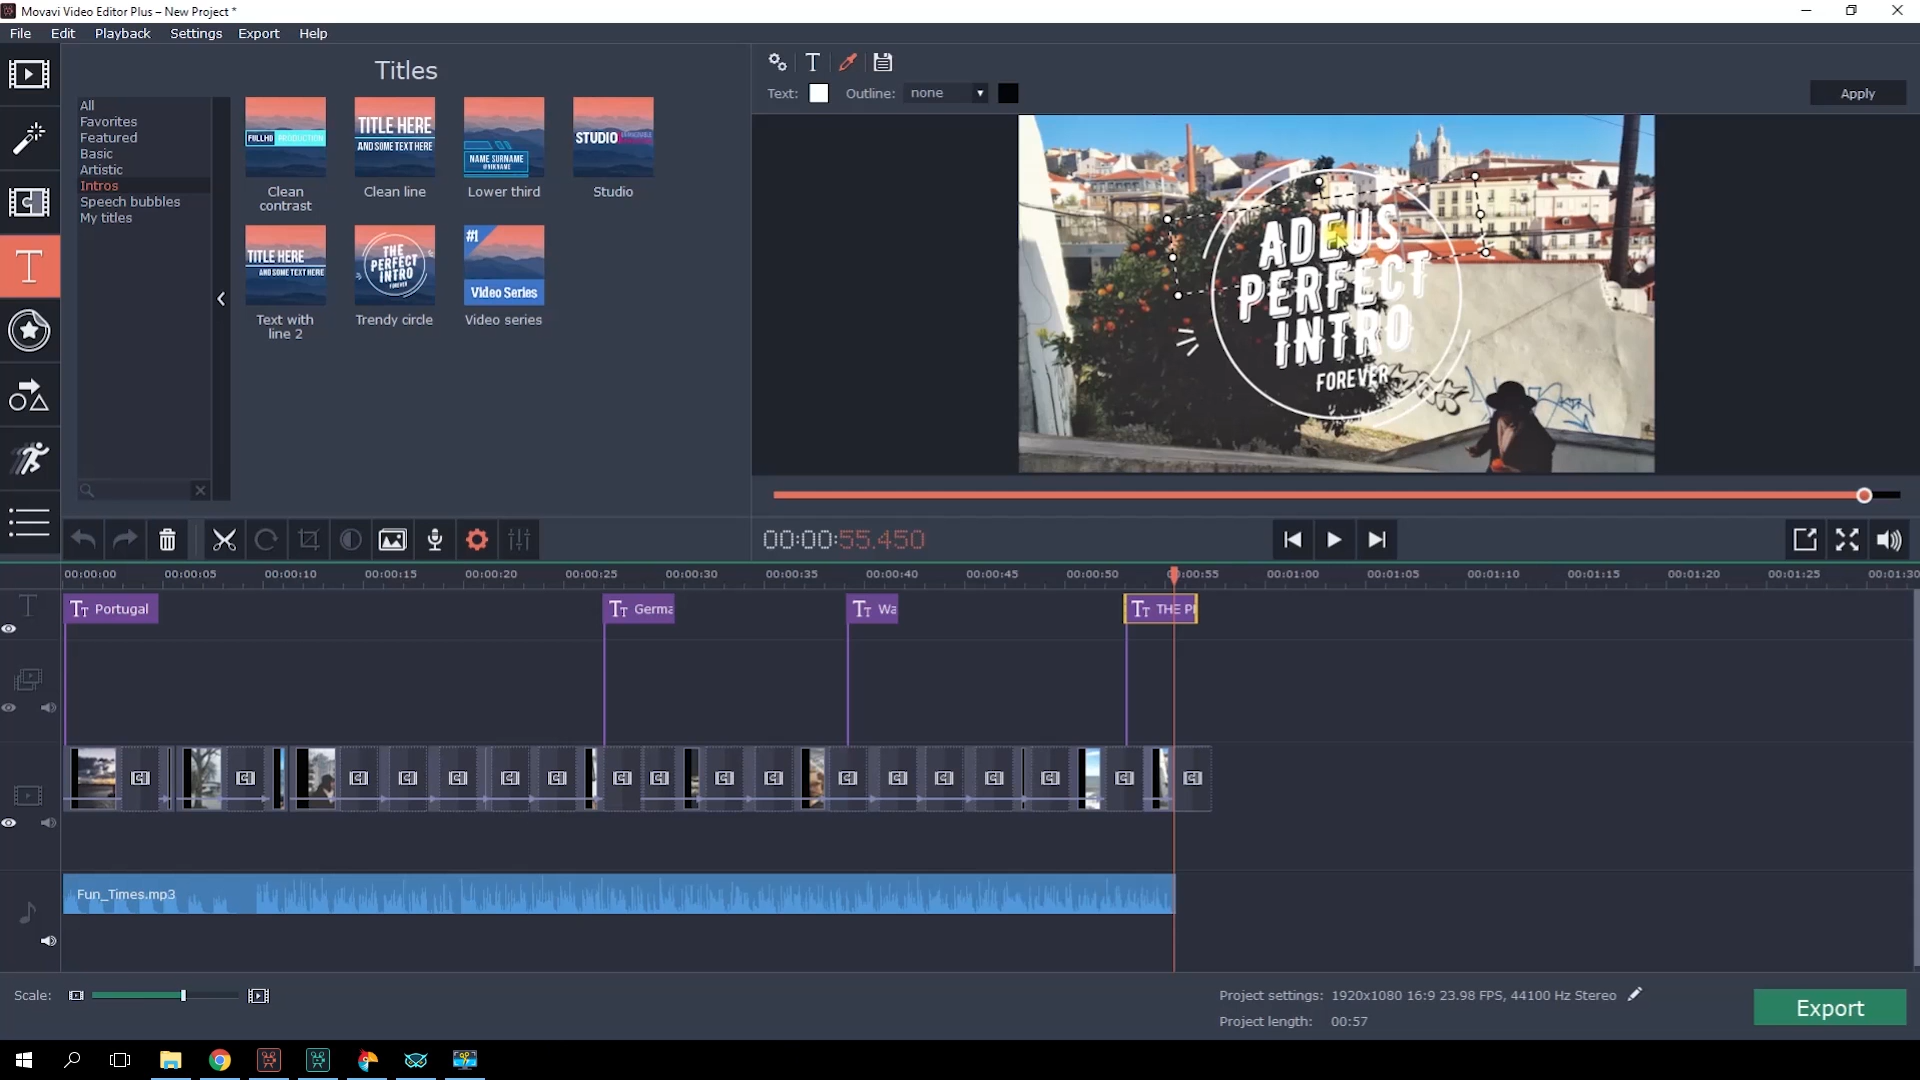 Movavi Video Editor Plus – New Project *
File Edit Playback Settings Export Help
Titles
All
Favorites
Featured
Basic
Artistic
Intros
Speech bubbles
My titles
FULLHD PRODUCTION
Clean contrast
TITLE HERE
AND SOME TEXT HERE
Clean line
NAME SURNAME
@NIKNAME
Lower third
STUDIO
Studio
TITLE HERE
AND SOME TEXT HERE
Text with line 2
THE
PERFECT
INTRO
FOREVER
Trendy circle
#1
Video Series
Video series
Text: Outline: none
Apply
ADEUS
PERFECT
INTRO
FOREVER
00:00:55.450
00:00:00 00:00:05 00:00:10 00:00:15 00:00:20 00:00:25 00:00:30 00:00:35 00:00:40 00:00:45 00:00:50 00:00:55 00:01:00 00:01:05 00:01:10 00:01:15 00:01:20 00:01:25 00:01:30
Portugal Germa Wa THE P
Fun_Times.mp3
Scale:
Project settings: 1920x1080 16:9 23.98 FPS, 44100 Hz Stereo
Project length: 00:57
Export